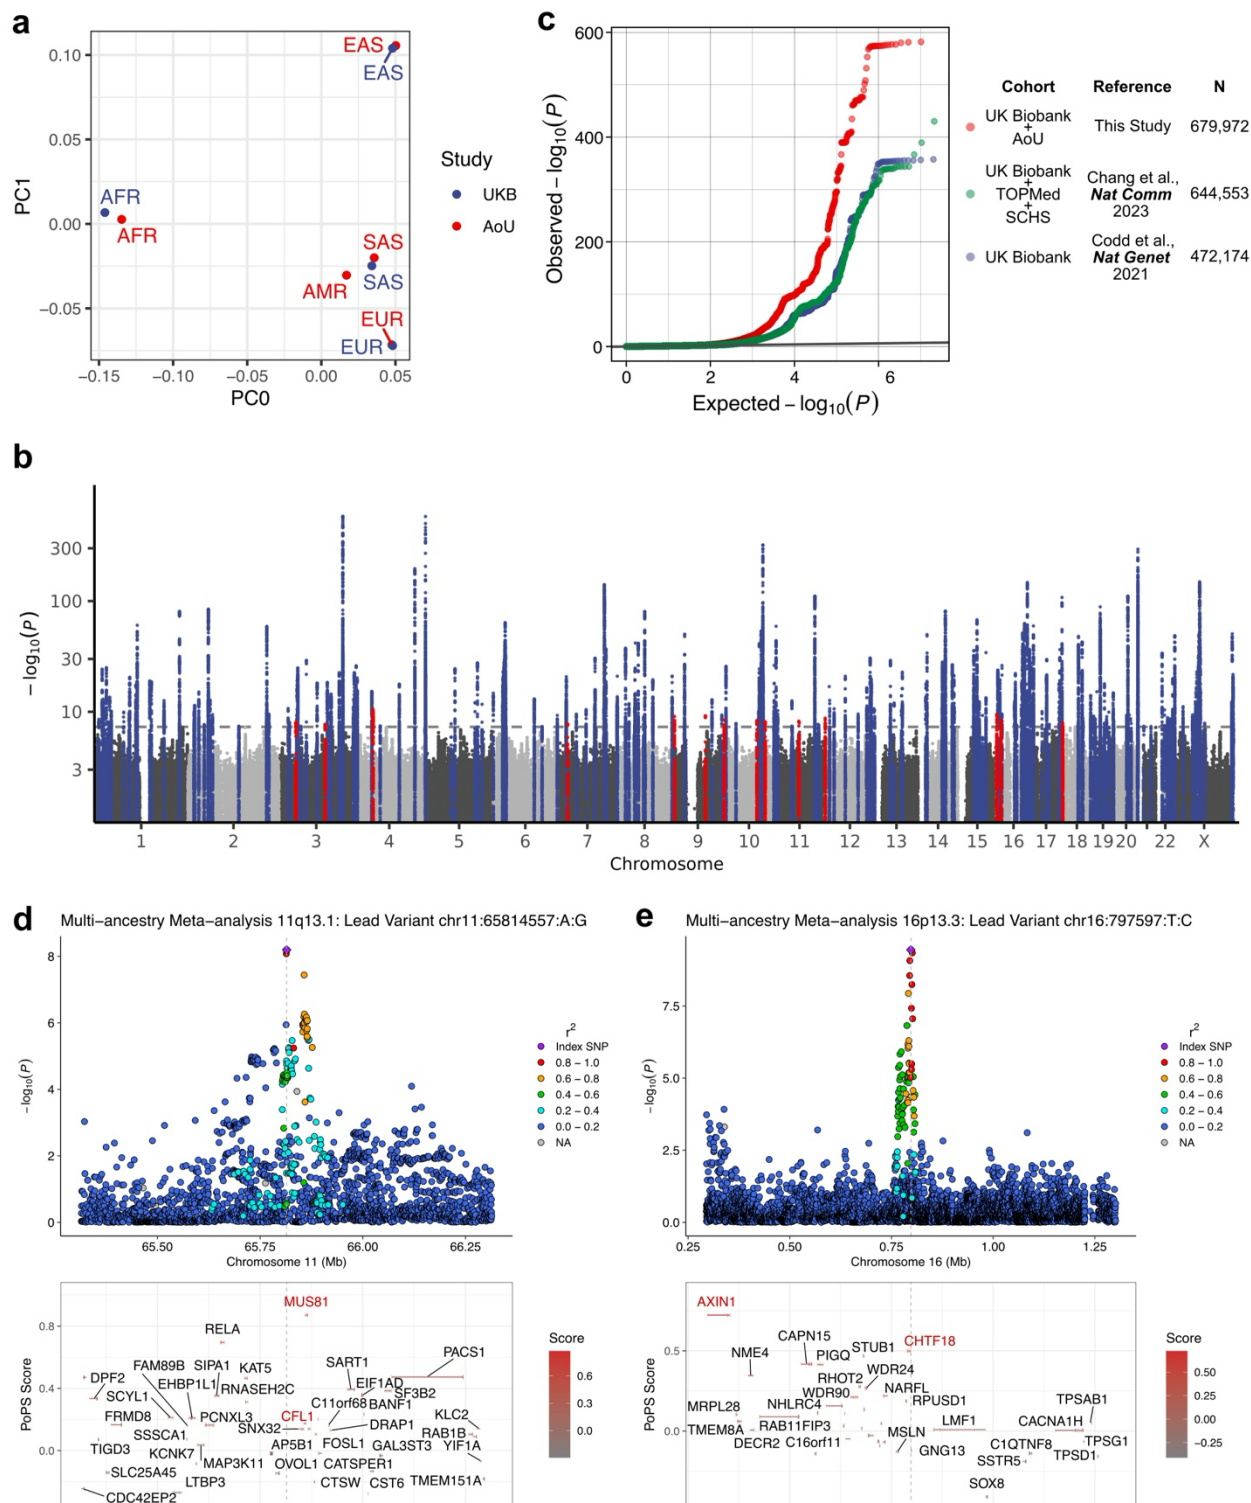 a
PC1
0.10
0.05
0.00
−0.05
−0.15
−0.10
−0.05
0.00
0.05
PC0
EAS
EAS
AFR
AFR
SAS
AMR
SAS
EUR
EUR
Study
UKB
AoU
c
Observed −log10(P)
600
400
200
0
0
2
4
6
Expected −log10(P)
Cohort Reference N
UK Biobank
+
AoU
This Study
679,972
UK Biobank
+
TOPMed
+
SCHS
Chang et al.,
Nat Comm
2023
644,553
UK Biobank
Codd et al.,
Nat Genet
2021
472,174
b
−log10(P)
300
100
30
10
3
1 2 3 4 5 6 7 8 9 10 11 12 13 14 15 16 17 18 19 20 22 X
Chromosome
d
Multi−ancestry Meta−analysis 11q13.1: Lead Variant chr11:65814557:A:G
−log10(P)
8
6
4
2
0
65.50 65.75 66.00 66.25
Chromosome 11 (Mb)
r2
Index SNP
0.8 − 1.0
0.6 − 0.8
0.4 − 0.6
0.2 − 0.4
0.0 − 0.2
NA
PoPS Score
0.8
0.4
0.0
MUS81
RELA
PACS1
FAM89B SIPA1 KAT5 SART1
DPF2 EHBP1L1 RNASEH2C EIF1AD
SCYL1 C11orf68 BANF1 SF3B2
FRMD8 PCNXL3 CFL1 KLC2
SSSCA1 SNX32 DRAP1 RAB1B
TIGD3 KCNK7 AP5B1 FOSL1 GAL3ST3 YIF1A
SLC25A45 MAP3K11 OVOL1 CATSPER1
LTBP3 CTSW CST6 TMEM151A
CDC42EP2
Score
0.6
0.3
0.0
e
Multi−ancestry Meta−analysis 16p13.3: Lead Variant chr16:797597:T:C
−log10(P)
7.5
5.0
2.5
0.0
0.25 0.50 0.75 1.00 1.25
Chromosome 16 (Mb)
r2
Index SNP
0.8 − 1.0
0.6 − 0.8
0.4 − 0.6
0.2 − 0.4
0.0 − 0.2
NA
PoPS Score
0.5
0.0
AXIN1
CAPN15 STUB1 CHTF18
NME4 PIGQ
RHOT2 WDR24
WDR90 NARFL
MRPL28 NHLRC4 RPUSD1 TPSAB1
TMEM8A RAB11FIP3 LMF1 CACNA1H
DECR2 C16orf11 MSLN GNG13 C1QTNF8 TPSG1
SSTR5 TPSD1
SOX8
Score
0.50
0.25
0.00
−0.25